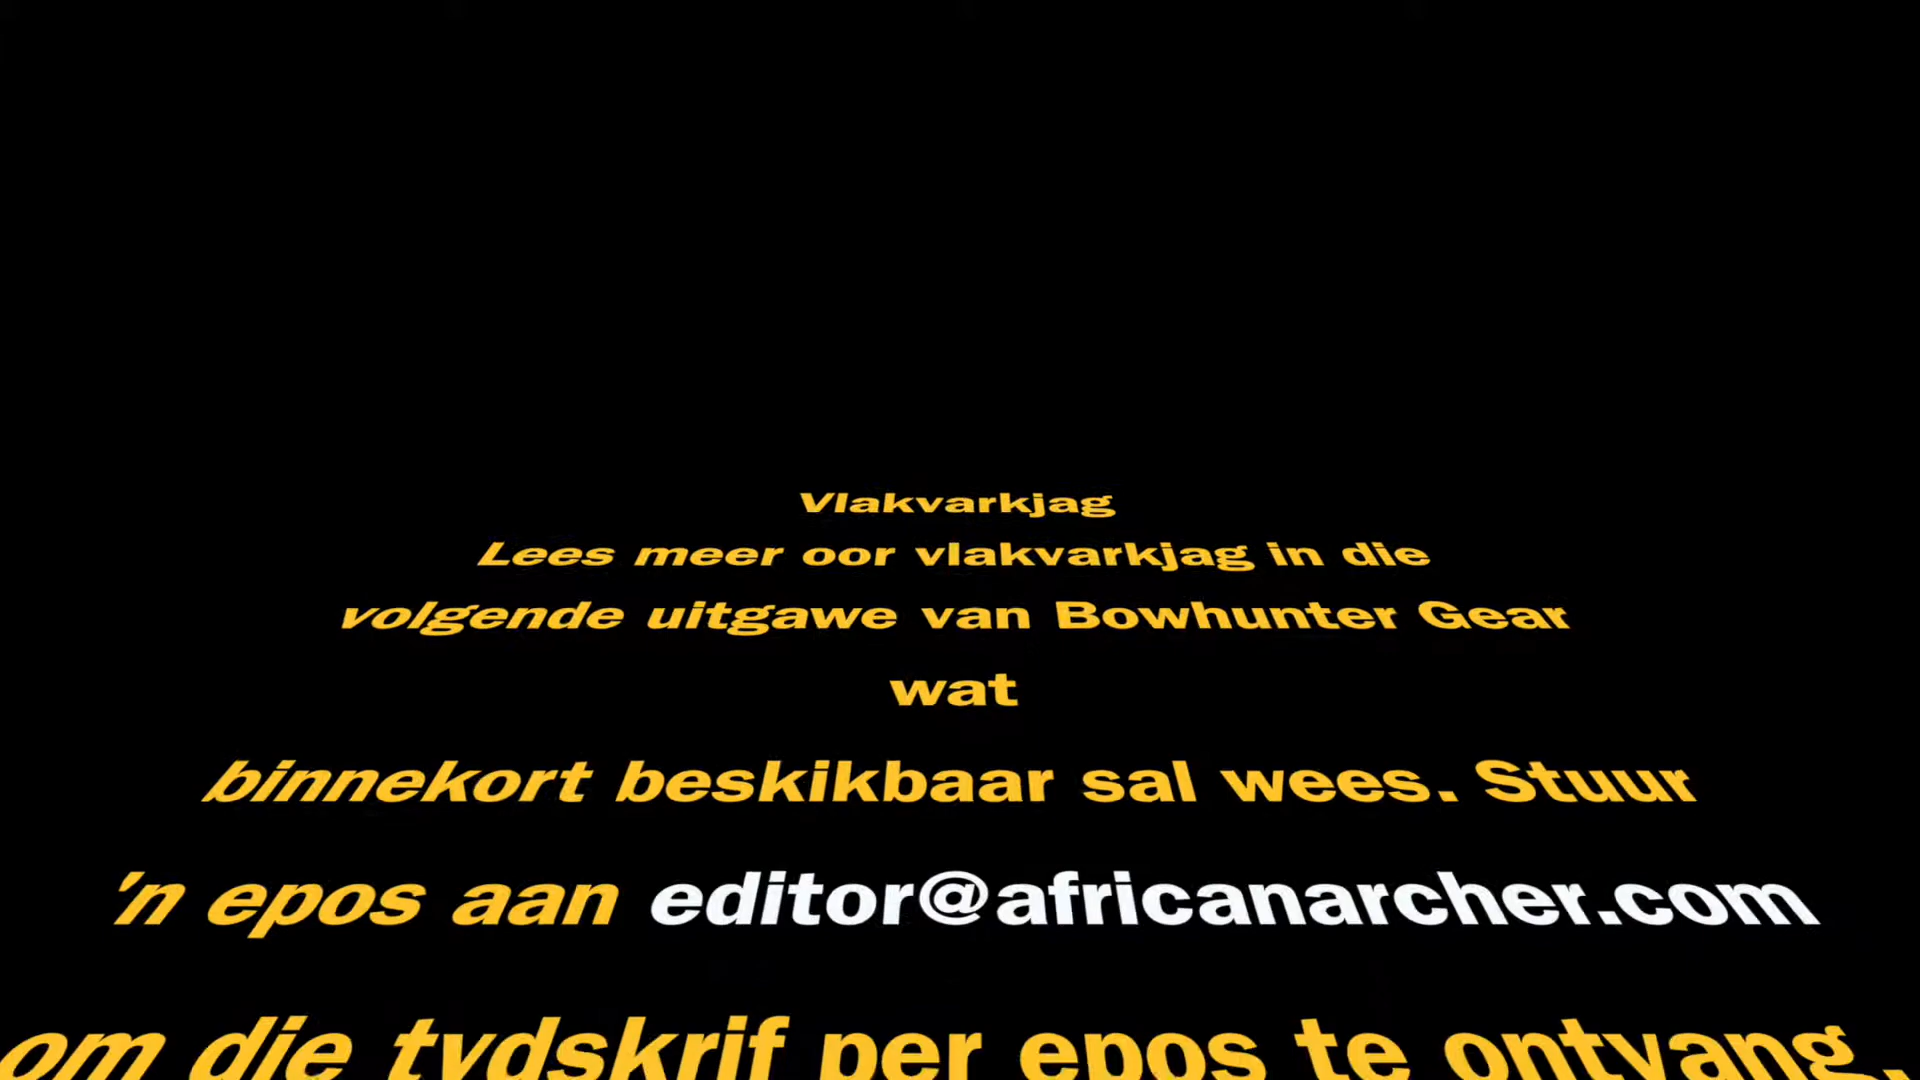 Vlakvarkjag
Lees meer oor vlakvarkjag in die
volgende uitgawe van Bowhunter Gear
wat
binnekort beskikbaar sal wees. Stuur
'n epos aan editor@africanarcher.com
om die tydskrif per epos te ontvang.